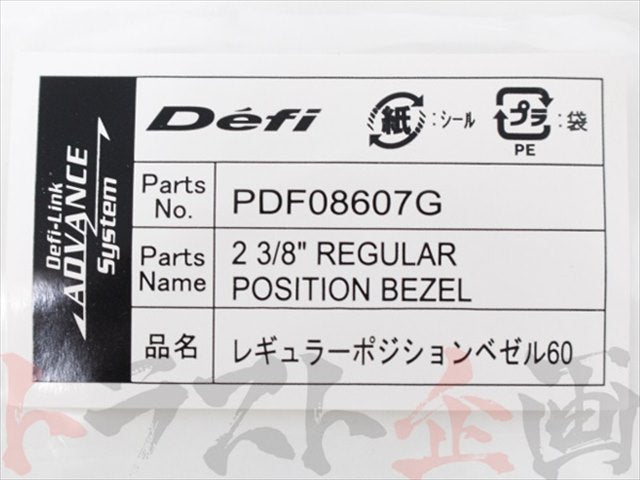 Defi-Link
ADVANCE
System
Défi
紙:シール
プラ:袋
PE
Parts No.
PDF08607G
Parts Name
2 3/8" REGULAR
POSITION BEZEL
品名
レギュラーポジションベゼル60
トラスト企画